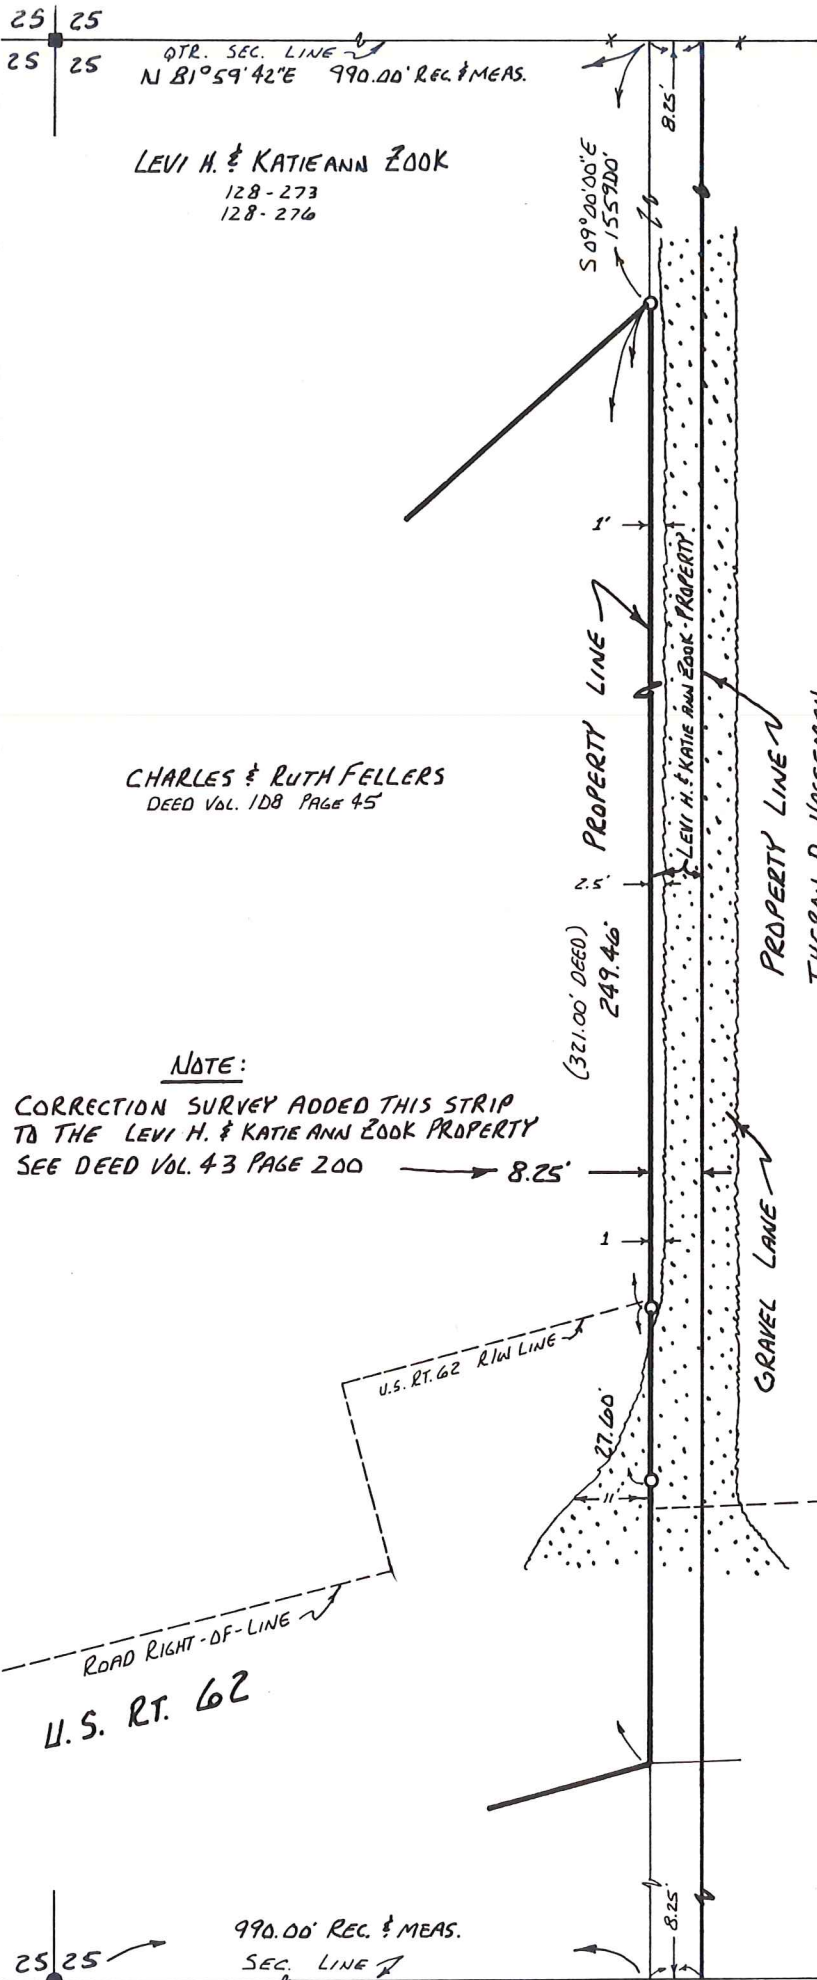 25 25
25 25
QTR. SEC. LINE
N 81°59'42"E 990.00' REC. & MEAS.
8.25'
LEVI H. & KATIE ANN ZOOK
128-273
128-276
S 09°00'00"E
1559.00'
1'
PROPERTY LINE
LEVI H. & KATIE ANN ZOOK PROPERTY
PROPERTY LINE
CHARLES & RUTH FELLERS
DEED VOL. 108 PAGE 45
2.5'
(321.00' DEED)
249.46'
NOTE:
CORRECTION SURVEY ADDED THIS STRIP
TO THE LEVI H. & KATIE ANN ZOOK PROPERTY
SEE DEED VOL. 43 PAGE 200
8.25'
1
GRAVEL LANE
U.S. RT. 62 R/W LINE
27.60'
11'
ROAD RIGHT-OF-LINE
U.S. RT. 62
8.25'
990.00' REC. & MEAS.
25 25
SEC. LINE